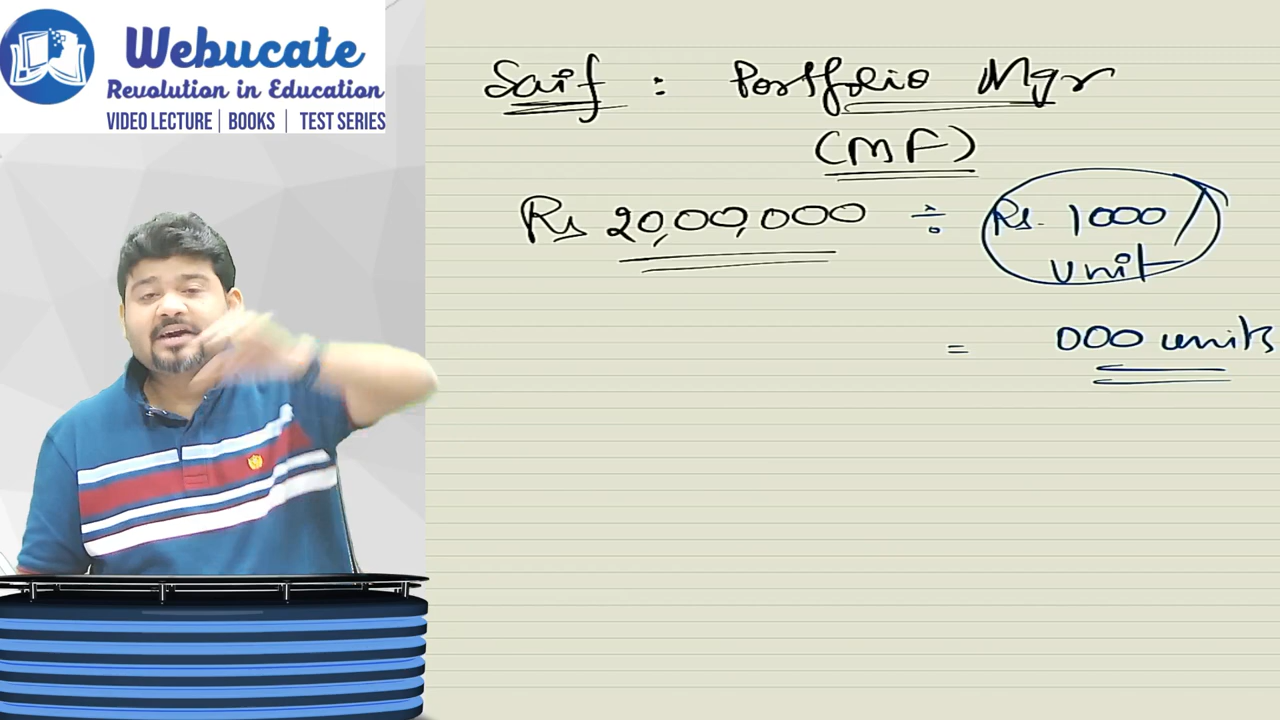 Webucate
Revolution in Education
VIDEO LECTURE | BOOKS | TEST SERIES
Saif : Portfolio Mgr
(MF)
Rs 20,00,000 ÷ Rs. 1000/
unit
= 000 units